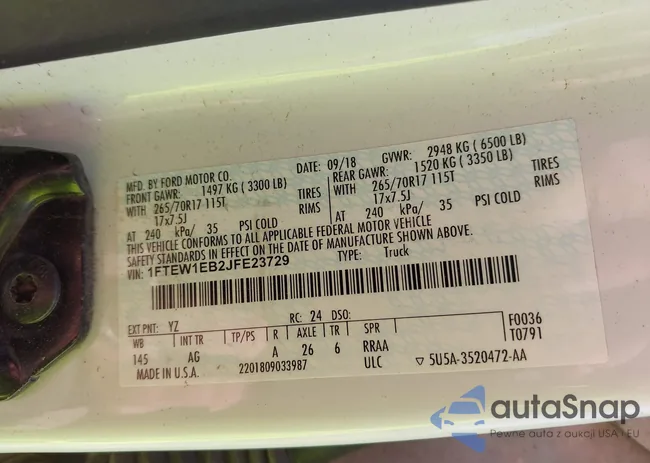 MFD. BY FORD MOTOR CO.
DATE: 09/18 GVWR: 2948 KG ( 6500 LB)
FRONT GAWR: 1497 KG ( 3300 LB) REAR GAWR: 1520 KG ( 3350 LB)
WITH 265/70R17 115T TIRES WITH 265/70R17 115T TIRES
17x7.5J RIMS 17x7.5J RIMS
AT 240 kPa/ 35 PSI COLD AT 240 kPa/ 35 PSI COLD
THIS VEHICLE CONFORMS TO ALL APPLICABLE FEDERAL MOTOR VEHICLE
SAFETY STANDARDS IN EFFECT ON THE DATE OF MANUFACTURE SHOWN ABOVE.
VIN: 1FTEW1EB2JFE23729 TYPE: Truck
EXT PNT: YZ RC: 24 DSO: F0036
WB INT TR TP/PS R AXLE TR SPR T0791
145 AG A 26 6 RRAA
MADE IN U.S.A. 2201809033987 ULC ▽ 5U5A-3520472-AA
autaSnap
Pewne auta z aukcji USA i EU